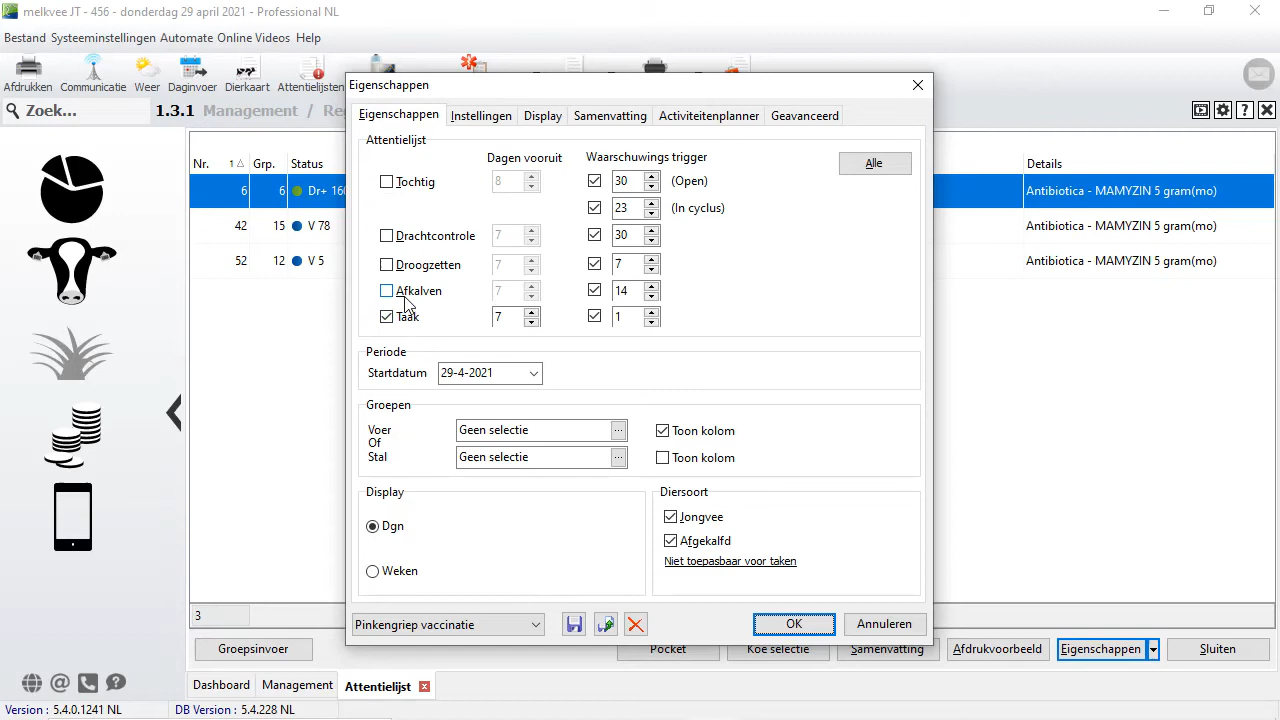 melkvee JT - 456 - donderdag 29 april 2021 - Professional NL
Bestand Systeeminstellingen Automate Online Videos Help
Afdrukken Communicatie Weer Daginvoer Dierkaart Attentielijsten
Zoek... 1.3.1 Management /
Eigenschappen
Eigenschappen Instellingen Display Samenvatting Activiteitenplanner Geavanceerd
Attentielijst Dagen vooruit Waarschuwings trigger Alle
Tochtig 8 30 (Open)
23 (In cyclus)
Drachtcontrole 7 30
Droogzetten 7 7
Afkalven 7 14
Taak 7 1
Periode
Startdatum 29-4-2021
Groepen
Voer Geen selectie ... Toon kolom
Of
Stal Geen selectie ... Toon kolom
Display Diersoort
Dgn Jongvee
Afgekalfd
Niet toepasbaar voor taken
Weken
Pinkengriep vaccinatie OK Annuleren
Nr. 1 Grp. Status Details
6 6 Dr+ Antibiotica - MAMYZIN 5 gram(mo)
42 15 V 78 Antibiotica - MAMYZIN 5 gram(mo)
52 12 V 5 Antibiotica - MAMYZIN 5 gram(mo)
3
Groepsinvoer Pocket Koe selectie Samenvatting Afdrukvoorbeeld Eigenschappen Sluiten
Dashboard Management Attentielijst
Version : 5.4.0.1241 NL DB Version : 5.4.228 NL